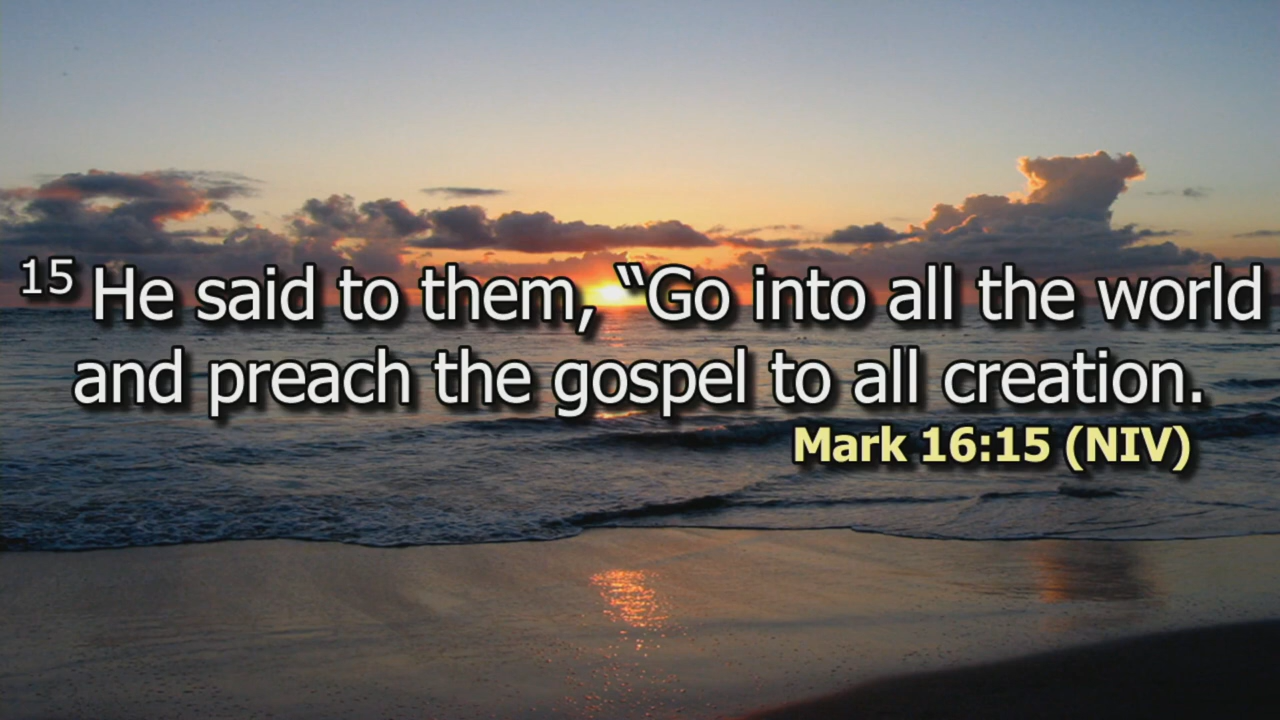 15 He said to them, “Go into all the world
and preach the gospel to all creation.
Mark 16:15 (NIV)